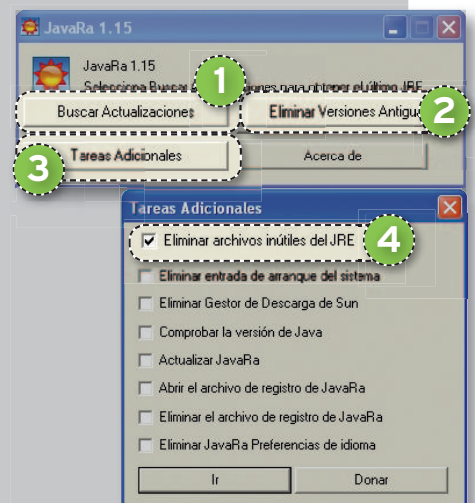 JavaRa 1.15
JavaRa 1.15
Selecciona Buscar Actualizaciones para obtener el último JRE
1
Buscar Actualizaciones
Eliminar Versiones Antigu
2
3
Tareas Adicionales
Acerca de
Tareas Adicionales
Eliminar archivos inútiles del JRE
4
Eliminar entrada de arranque del sistema
Eliminar Gestor de Descarga de Sun
Comprobar la versión de Java
Actualizar JavaRa
Abrir el archivo de registro de JavaRa
Eliminar el archivo de registro de JavaRa
Eliminar JavaRa Preferencias de idioma
Ir
Donar